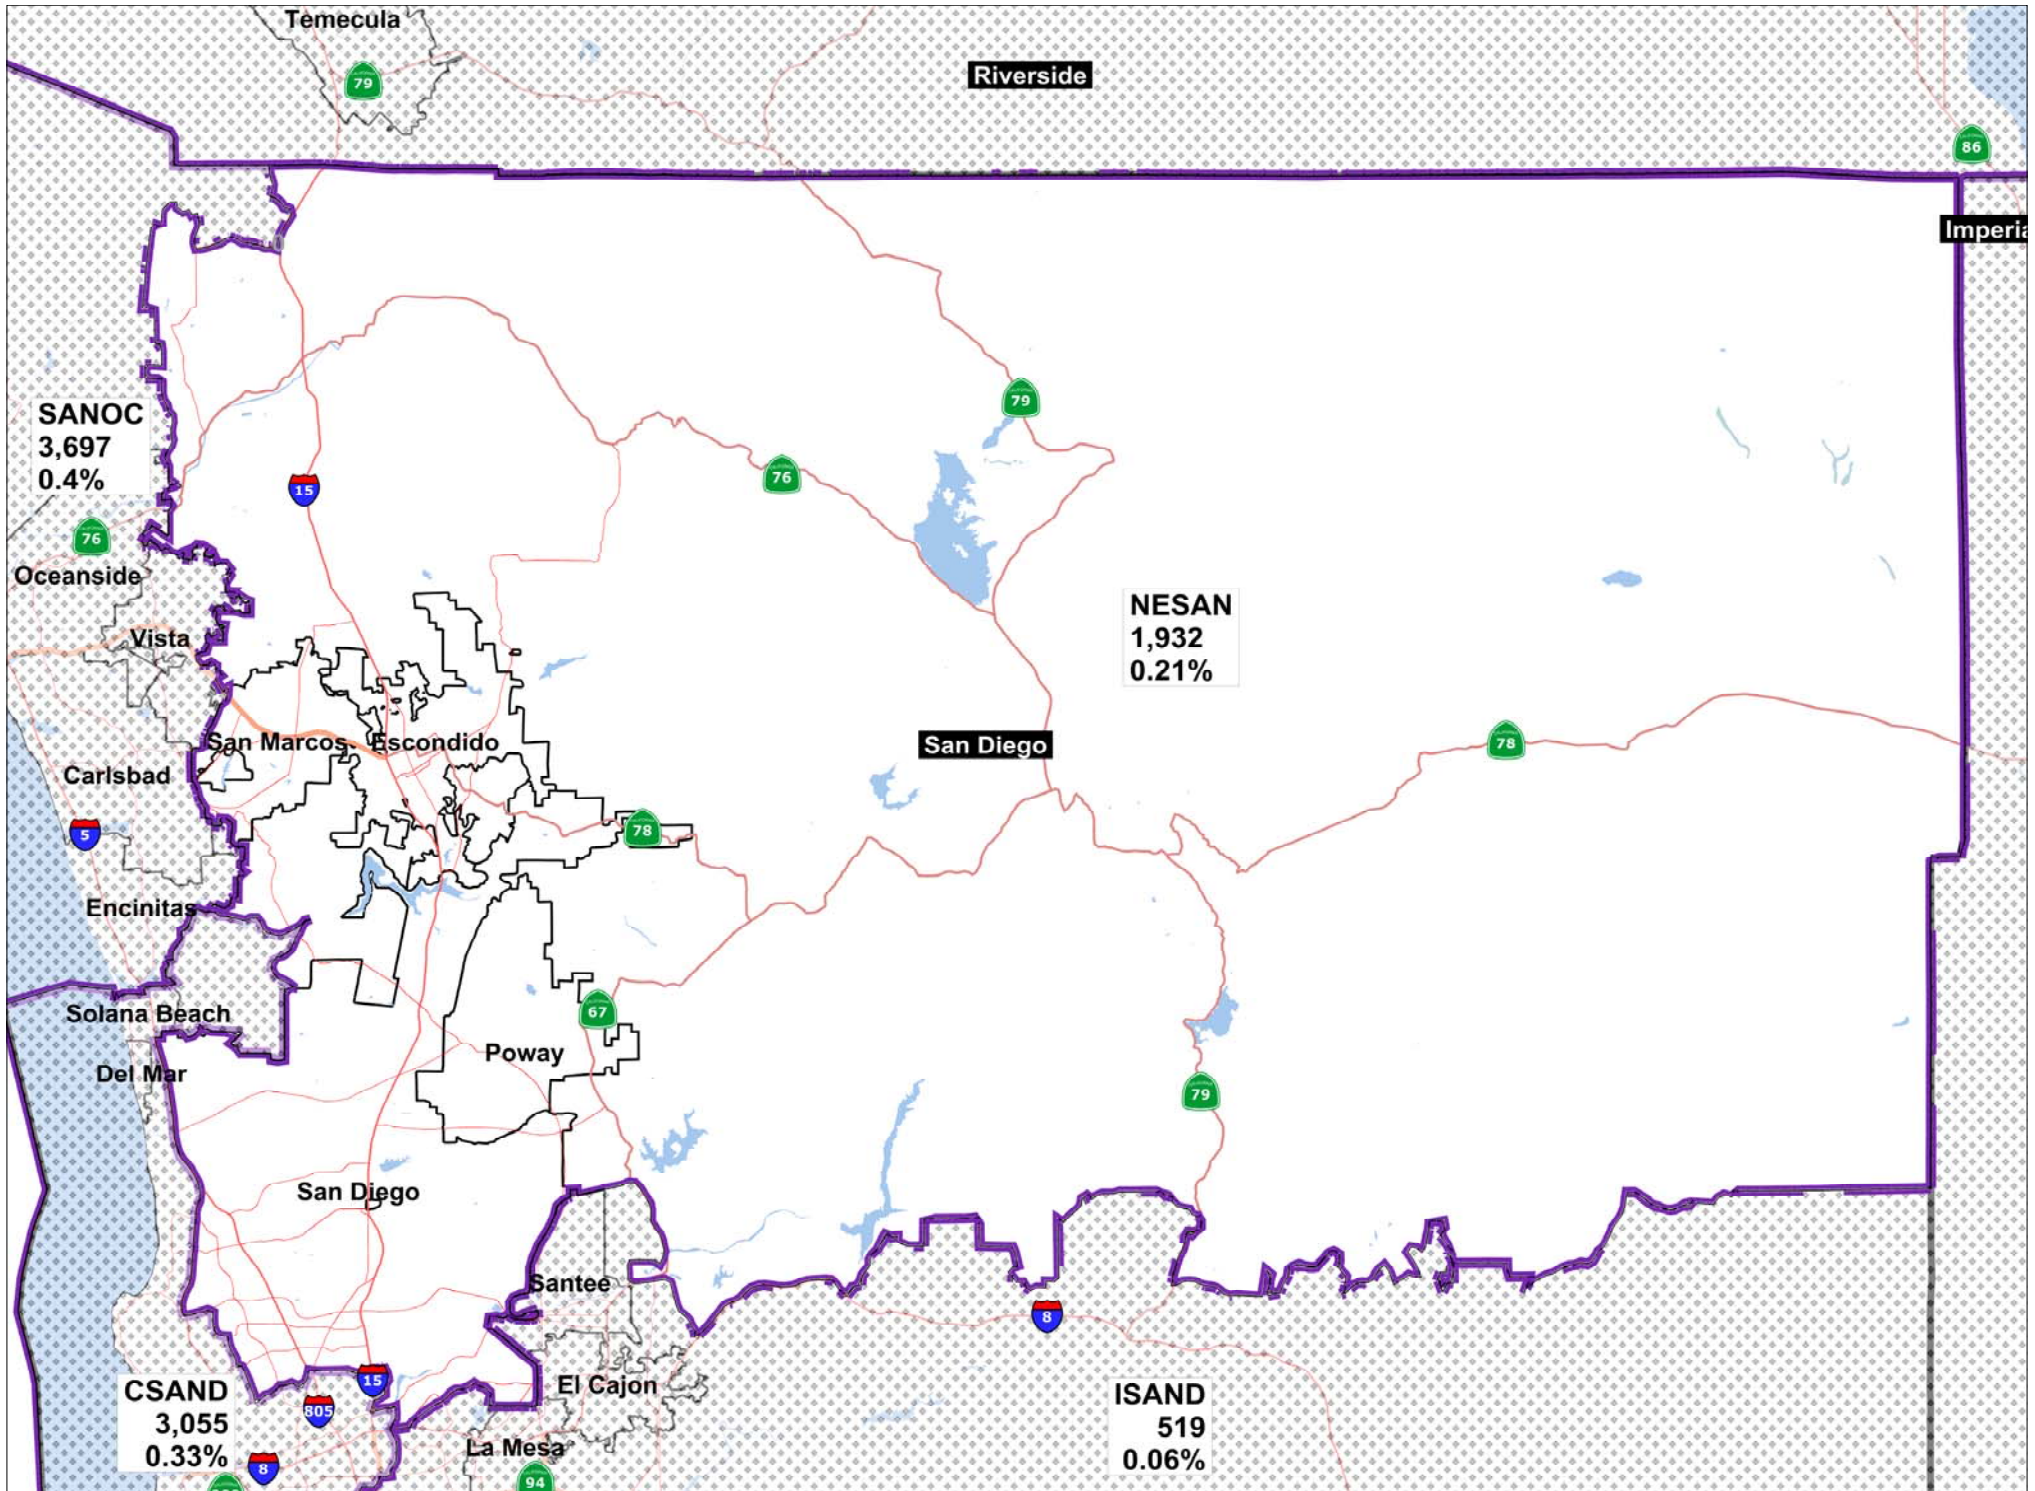 Temecula
79
Riverside
86
Imperia
SANOC
3,697
0.4%
79
76
15
76
Oceanside
NESAN
1,932
0.21%
Vista
San Diego
78
San Marcos
Escondido
Carlsbad
5
78
Encinitas
67
Solana Beach
Poway
Del Mar
79
San Diego
Santee
8
15
El Cajon
CSAND
3,055
0.33%
805
ISAND
519
0.06%
La Mesa
8
94